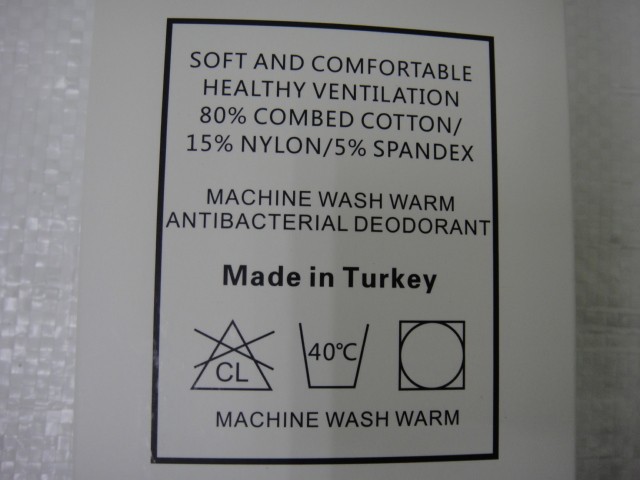 SOFT AND COMFORTABLE
HEALTHY VENTILATION
80% COMBED COTTON/
15% NYLON/5% SPANDEX
MACHINE WASH WARM
ANTIBACTERIAL DEODORANT
Made in Turkey
CL 40℃
MACHINE WASH WARM